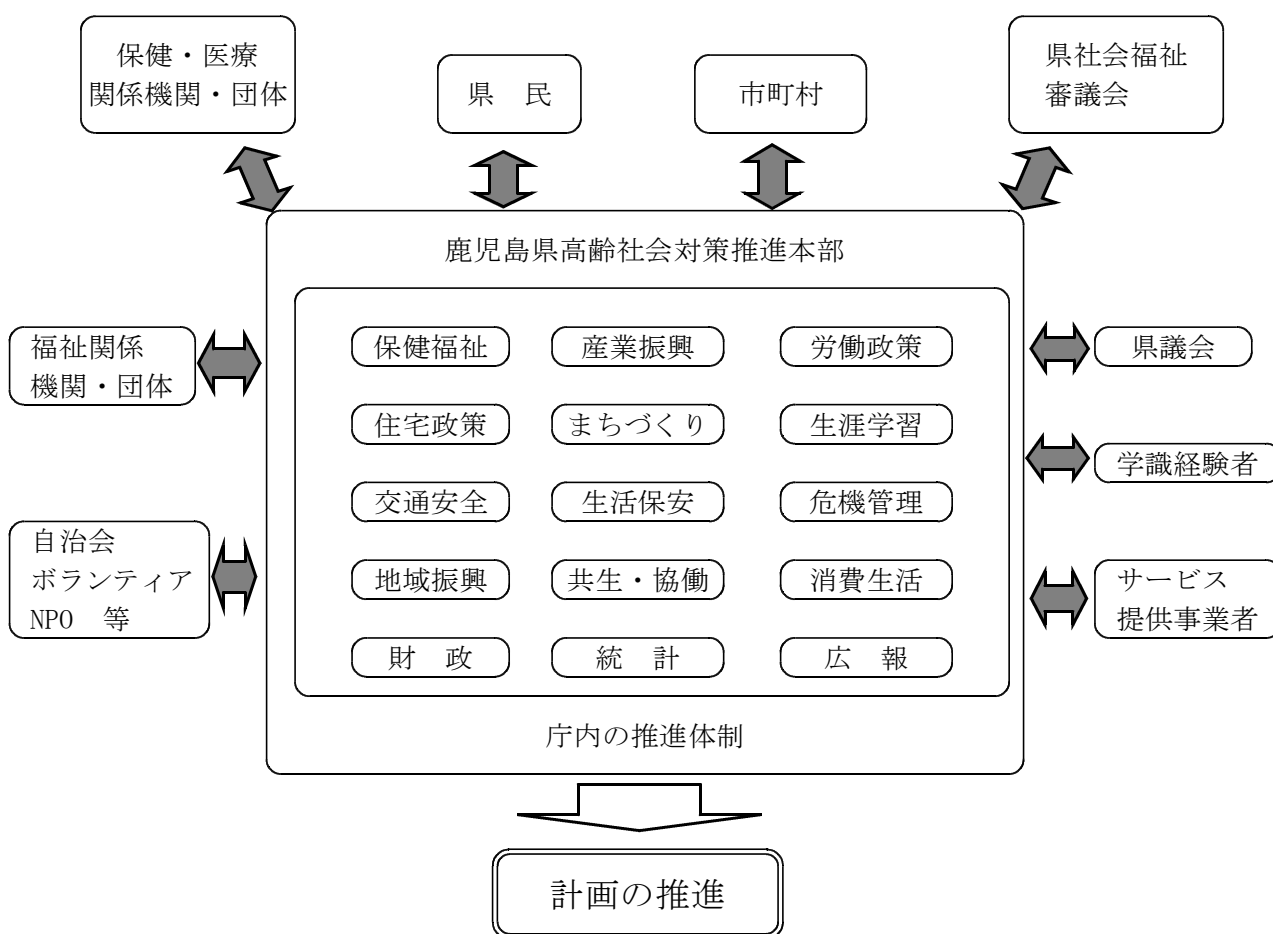 保健・医療
関係機関・団体
県　民
市町村
県社会福祉
審議会
鹿児島県高齢社会対策推進本部
福祉関係
機関・団体
自治会
ボランティア
NPO　等
保健福祉
産業振興
労働政策
住宅政策
まちづくり
生涯学習
交通安全
生活保安
危機管理
地域振興
共生・協働
消費生活
財　政
統　計
広　報
県議会
学識経験者
サービス
提供事業者
庁内の推進体制
計画の推進